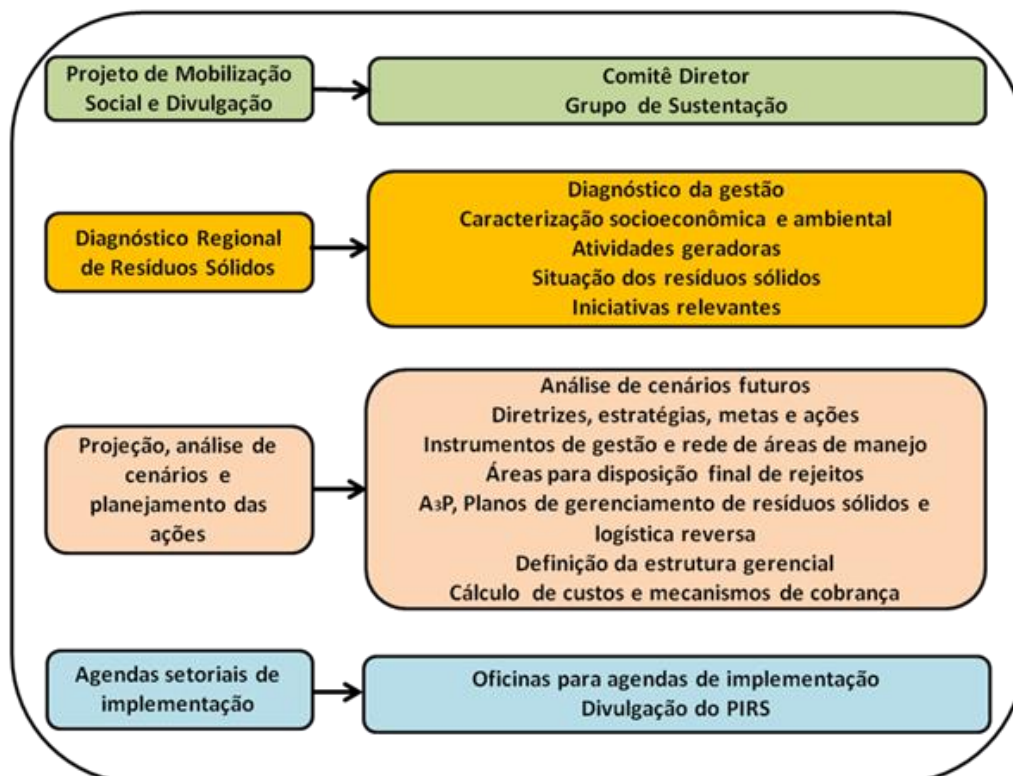 Projeto de Mobilização
Social e Divulgação
Comitê Diretor
Grupo de Sustentação
Diagnóstico Regional
de Resíduos Sólidos
Diagnóstico da gestão
Caracterização socioeconômica e ambiental
Atividades geradoras
Situação dos resíduos sólidos
Iniciativas relevantes
Projeção, análise de
cenários e
planejamento das
ações
Análise de cenários futuros
Diretrizes, estratégias, metas e ações
Instrumentos de gestão e rede de áreas de manejo
Áreas para disposição final de rejeitos
A3P, Planos de gerenciamento de resíduos sólidos e
logística reversa
Definição da estrutura gerencial
Cálculo de custos e mecanismos de cobrança
Agendas setoriais de
implementação
Oficinas para agendas de implementação
Divulgação do PIRS